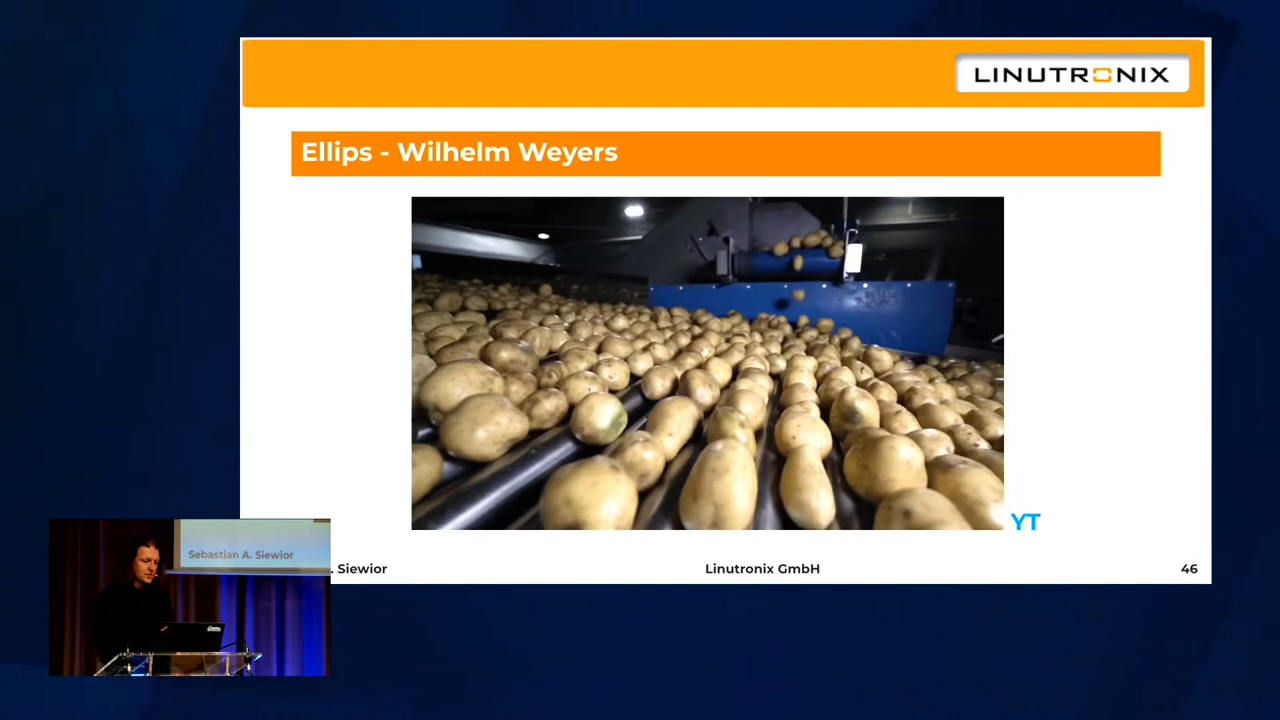 LINUTRONIX
Ellips - Wilhelm Weyers
YT
Sebastian A. Siewior
. Siewior
Linutronix GmbH
46